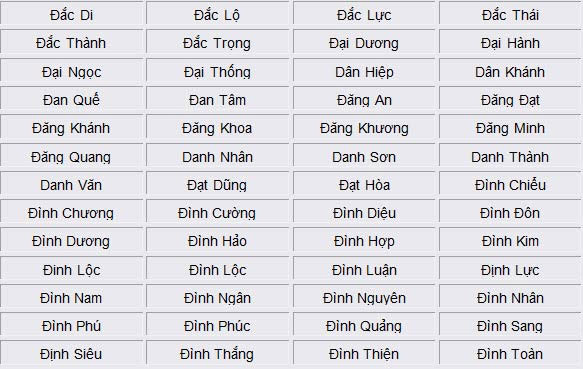 Đắc Di Đắc Lộ Đắc Lực Đắc Thái
Đắc Thành Đắc Trọng Đại Dương Đại Hành
Đại Ngọc Đại Thống Dân Hiệp Dân Khánh
Đan Quế Đan Tâm Đăng An Đăng Đạt
Đăng Khánh Đăng Khoa Đăng Khương Đăng Minh
Đăng Quang Danh Nhân Danh Sơn Danh Thành
Danh Văn Đạt Dũng Đạt Hòa Đình Chiểu
Đình Chương Đình Cường Đình Diệu Đình Đôn
Đình Dương Đình Hảo Đình Hợp Đình Kim
Đinh Lộc Đình Lộc Đình Luận Định Lực
Đình Nam Đình Ngân Đình Nguyên Đình Nhân
Đình Phú Đình Phúc Đình Quảng Đình Sang
Định Siêu Đình Thắng Đình Thiện Đình Toàn